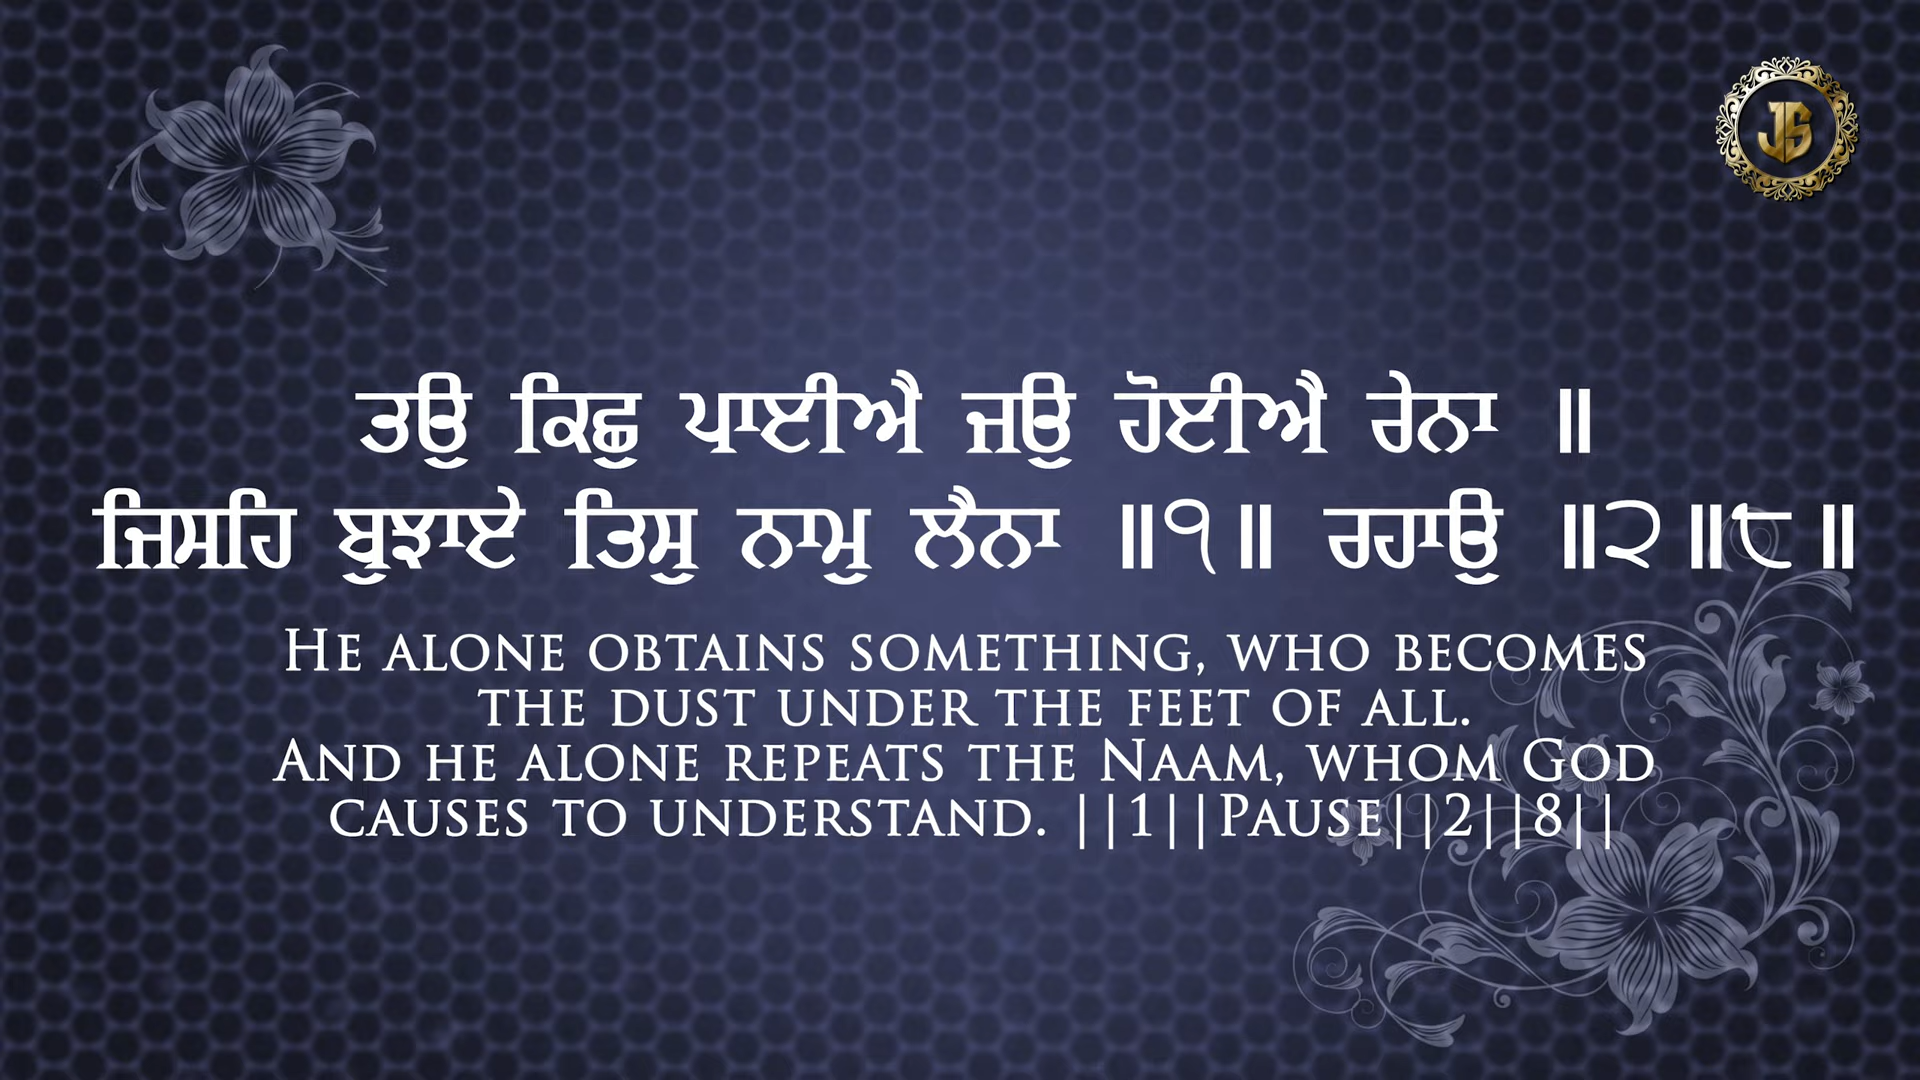 JS
ਤਉ ਕਿਛੁ ਪਾਈਐ ਜਉ ਹੋਈਐ ਰੇਨਾ ॥
ਜਿਸਹਿ ਬੁਝਾਏ ਤਿਸੁ ਨਾਮੁ ਲੈਨਾ ॥੧॥ ਰਹਾਉ ॥੨॥੮॥
He alone obtains something, who becomes
the dust under the feet of all.
And he alone repeats the Naam, whom God
causes to understand. ||1||Pause||2||8||